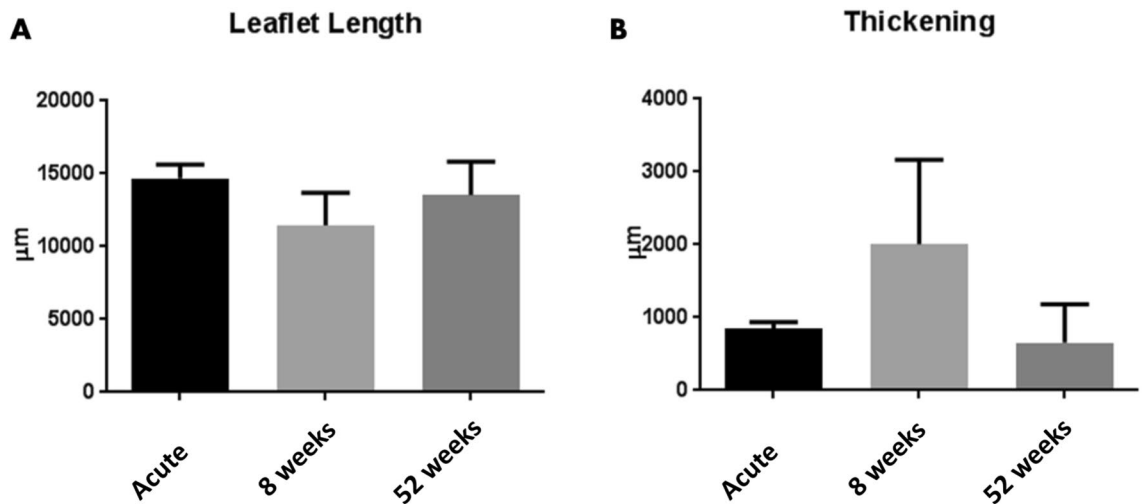 A
Leaflet Length
20000
15000
10000
5000
0
μm
Acute
8 weeks
52 weeks
B
Thickening
4000
3000
2000
1000
0
μm
Acute
8 weeks
52 weeks